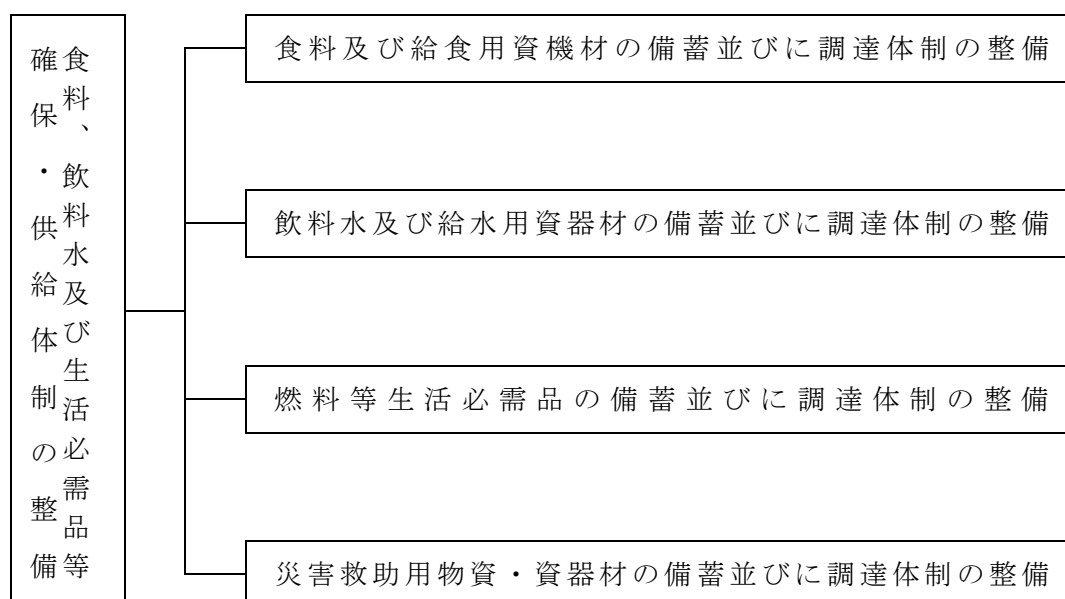 食料、飲料水及び生活必需品等
確保・供給体制の整備
食料及び給食用資機材の備蓄並びに調達体制の整備
飲料水及び給水用資器材の備蓄並びに調達体制の整備
燃料等生活必需品の備蓄並びに調達体制の整備
災害救助用物資・資器材の備蓄並びに調達体制の整備